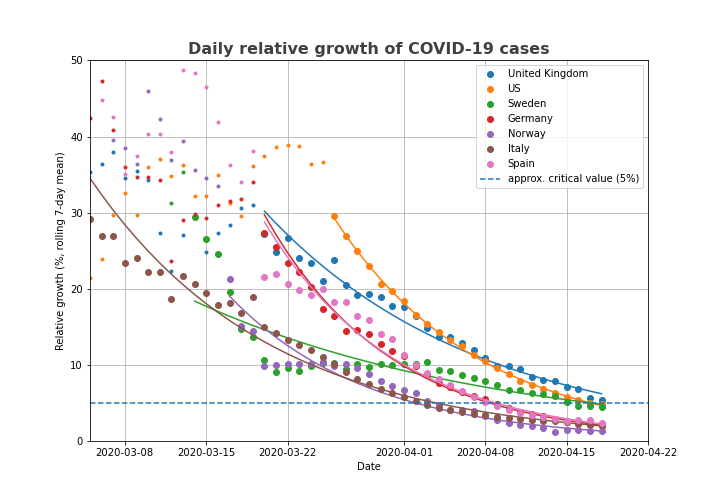 Daily relative growth of COVID-19 cases
Relative growth (%, rolling 7-day mean)
50
40
30
20
10
0
United Kingdom
US
Sweden
Germany
Norway
Italy
Spain
approx. critical value (5%)
2020-03-08
2020-03-15
2020-03-22
2020-04-01
2020-04-08
2020-04-15
2020-04-22
Date